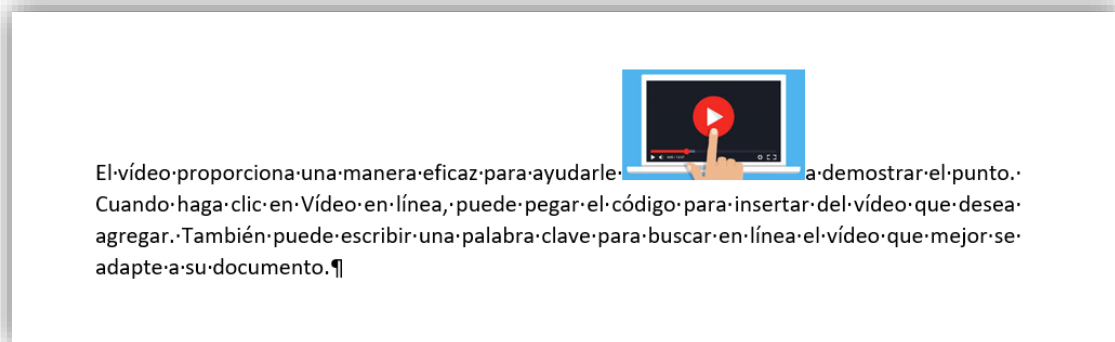 El·vídeo·proporciona·una·manera·eficaz·para·ayudarle· a·demostrar·el·punto.·
Cuando·haga·clic·en·Vídeo·en·línea,·puede·pegar·el·código·para·insertar·del·vídeo·que·desea·
agregar.·También·puede·escribir·una·palabra·clave·para·buscar·en·línea·el·vídeo·que·mejor·se·
adapte·a·su·documento.¶